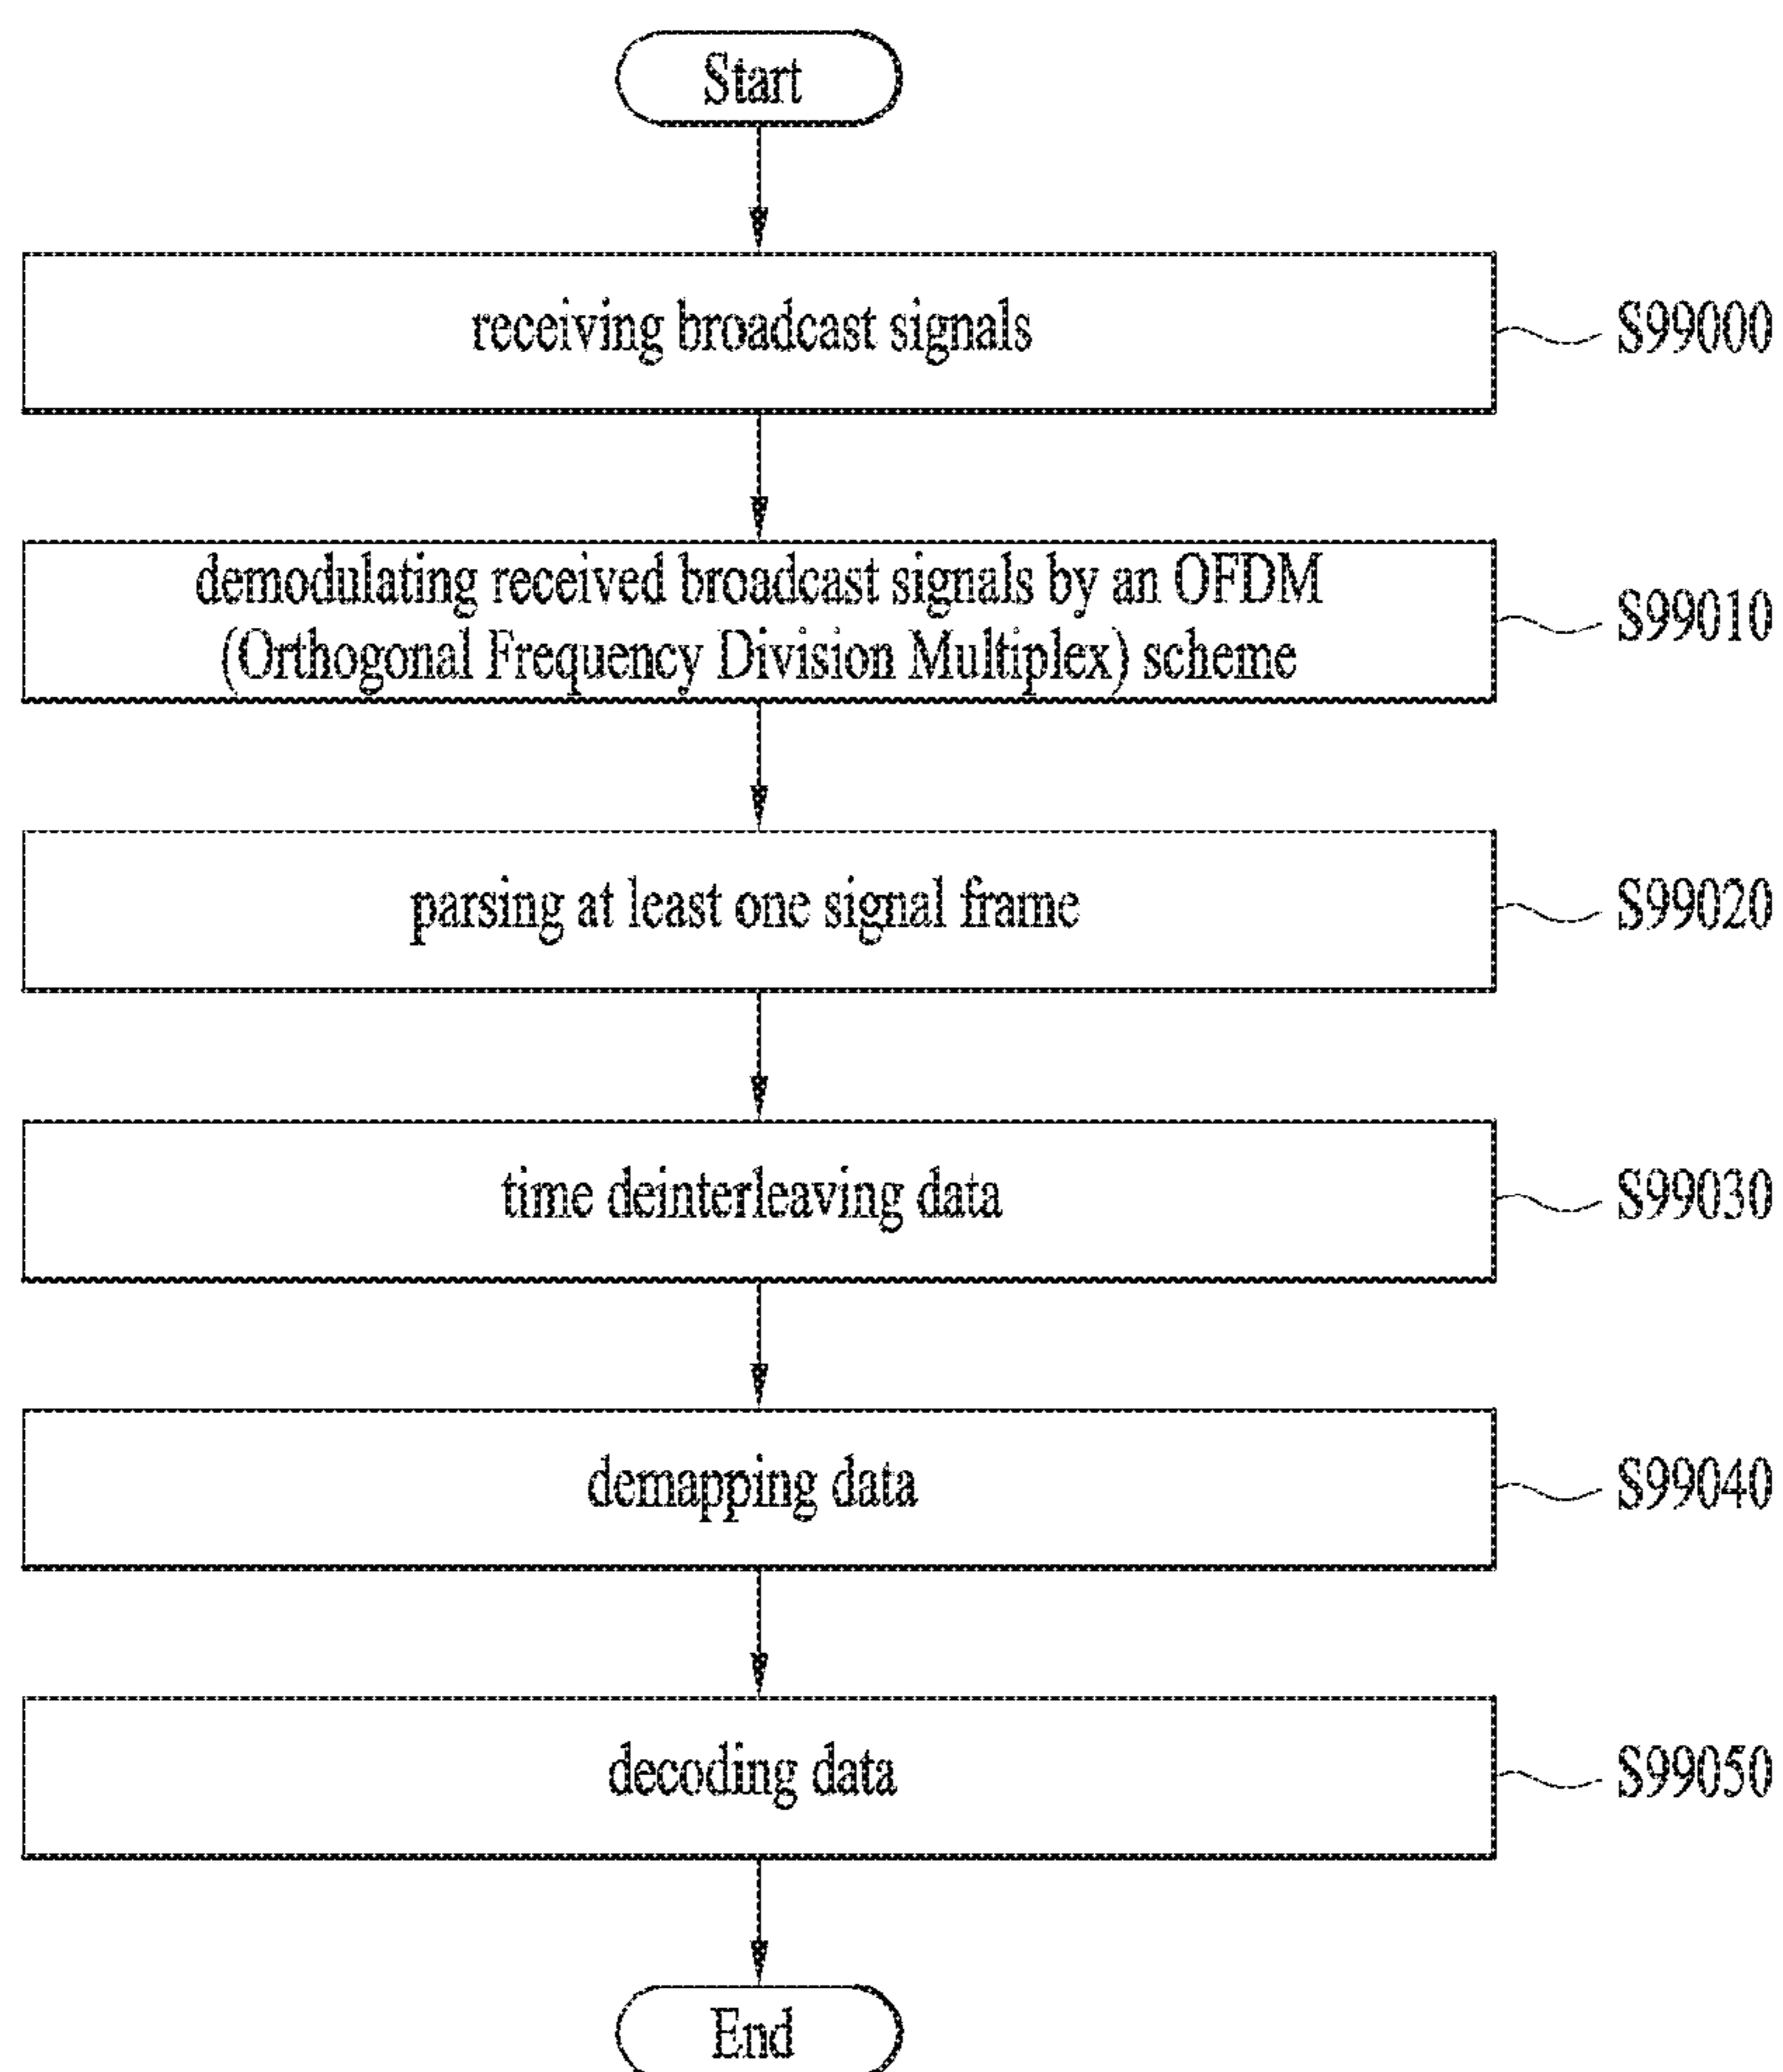 Start
receiving broadcast signals
S99000
demodulating received broadcast signals by an OFDM
(Orthogonal Frequency Division Multiplex) scheme
S99010
parsing at least one signal frame
S99020
time deinterleaving data
S99030
demapping data
S99040
decoding data
S99050
End